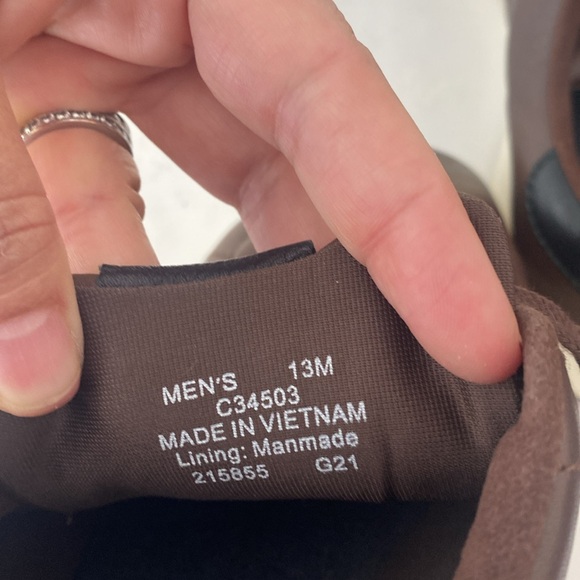 MEN'S 13M
C34503
MADE IN VIETNAM
Lining: Manmade
215855 G21